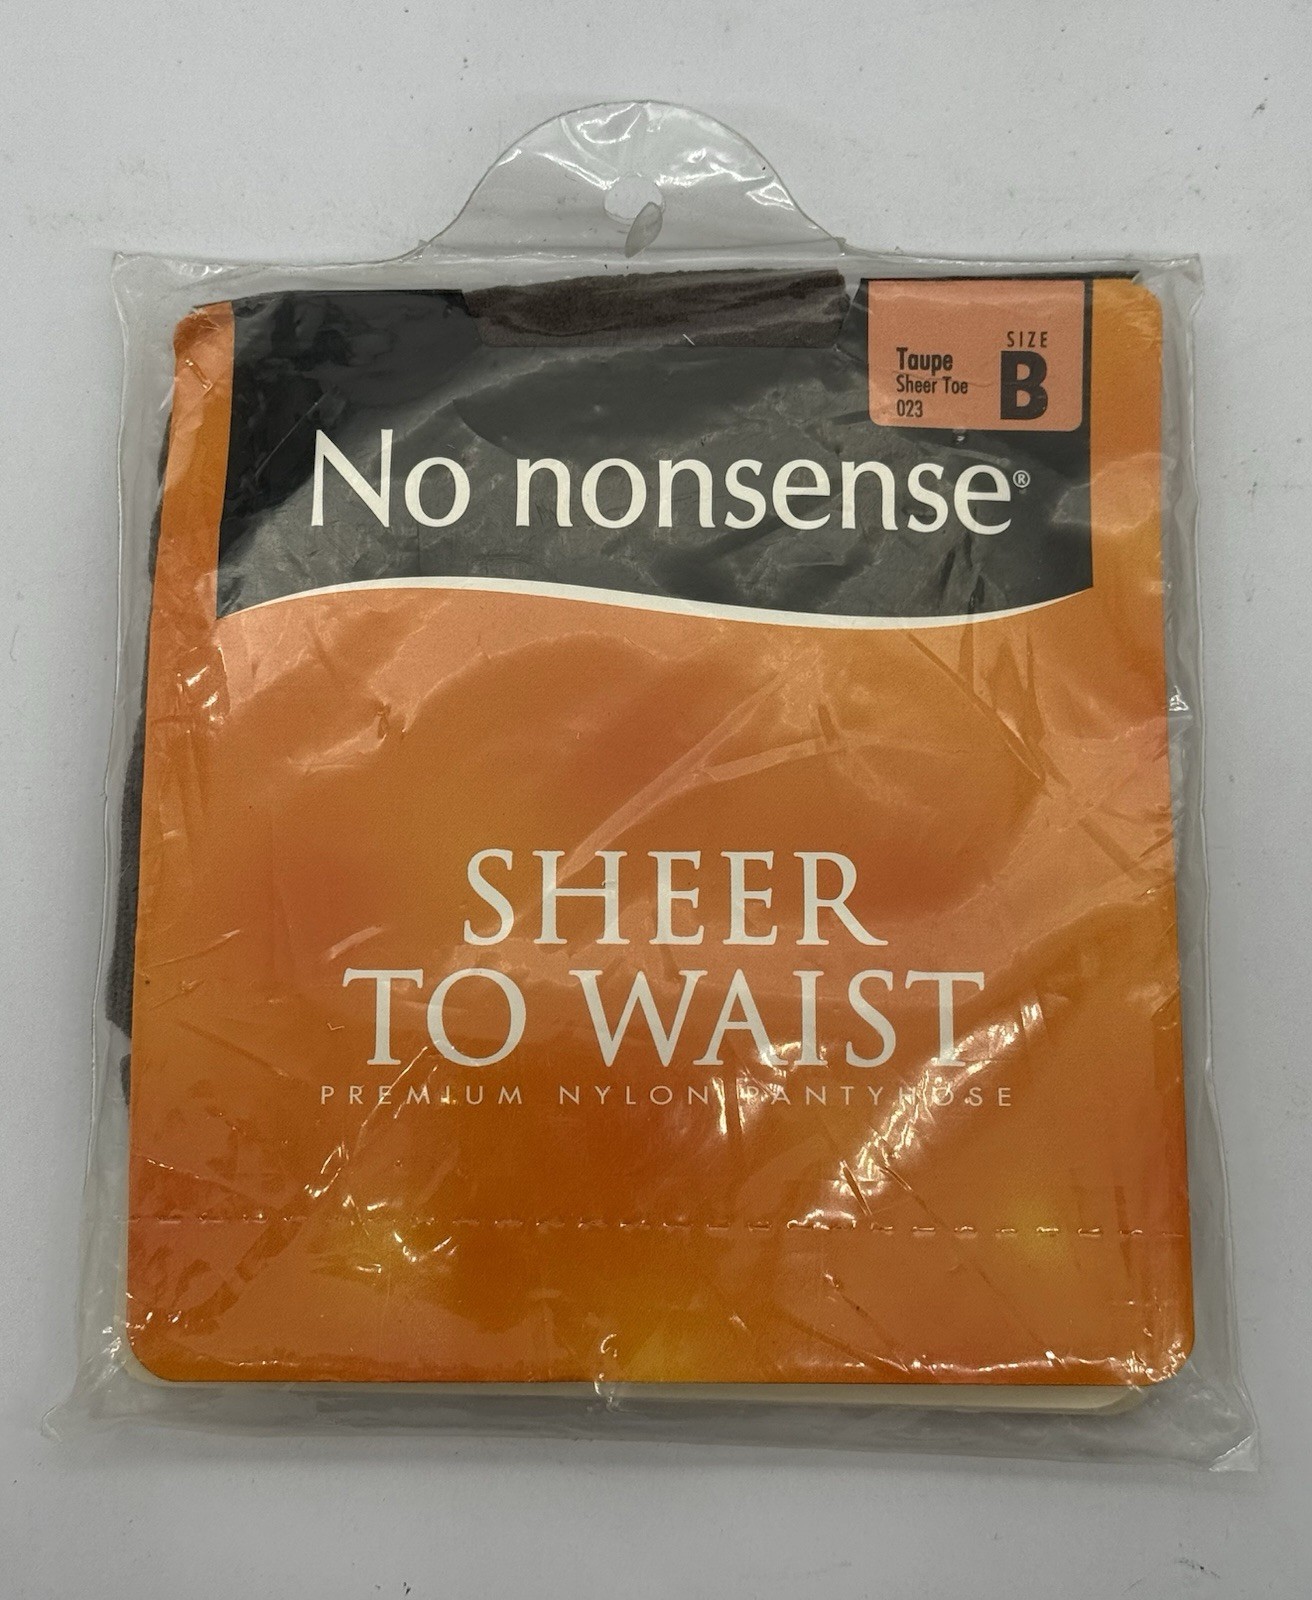 SIZE
B
Taupe
Sheer Toe
023
No nonsense®
SHEER
TO WAIST
PREMIUM NYLON PANTYHOSE